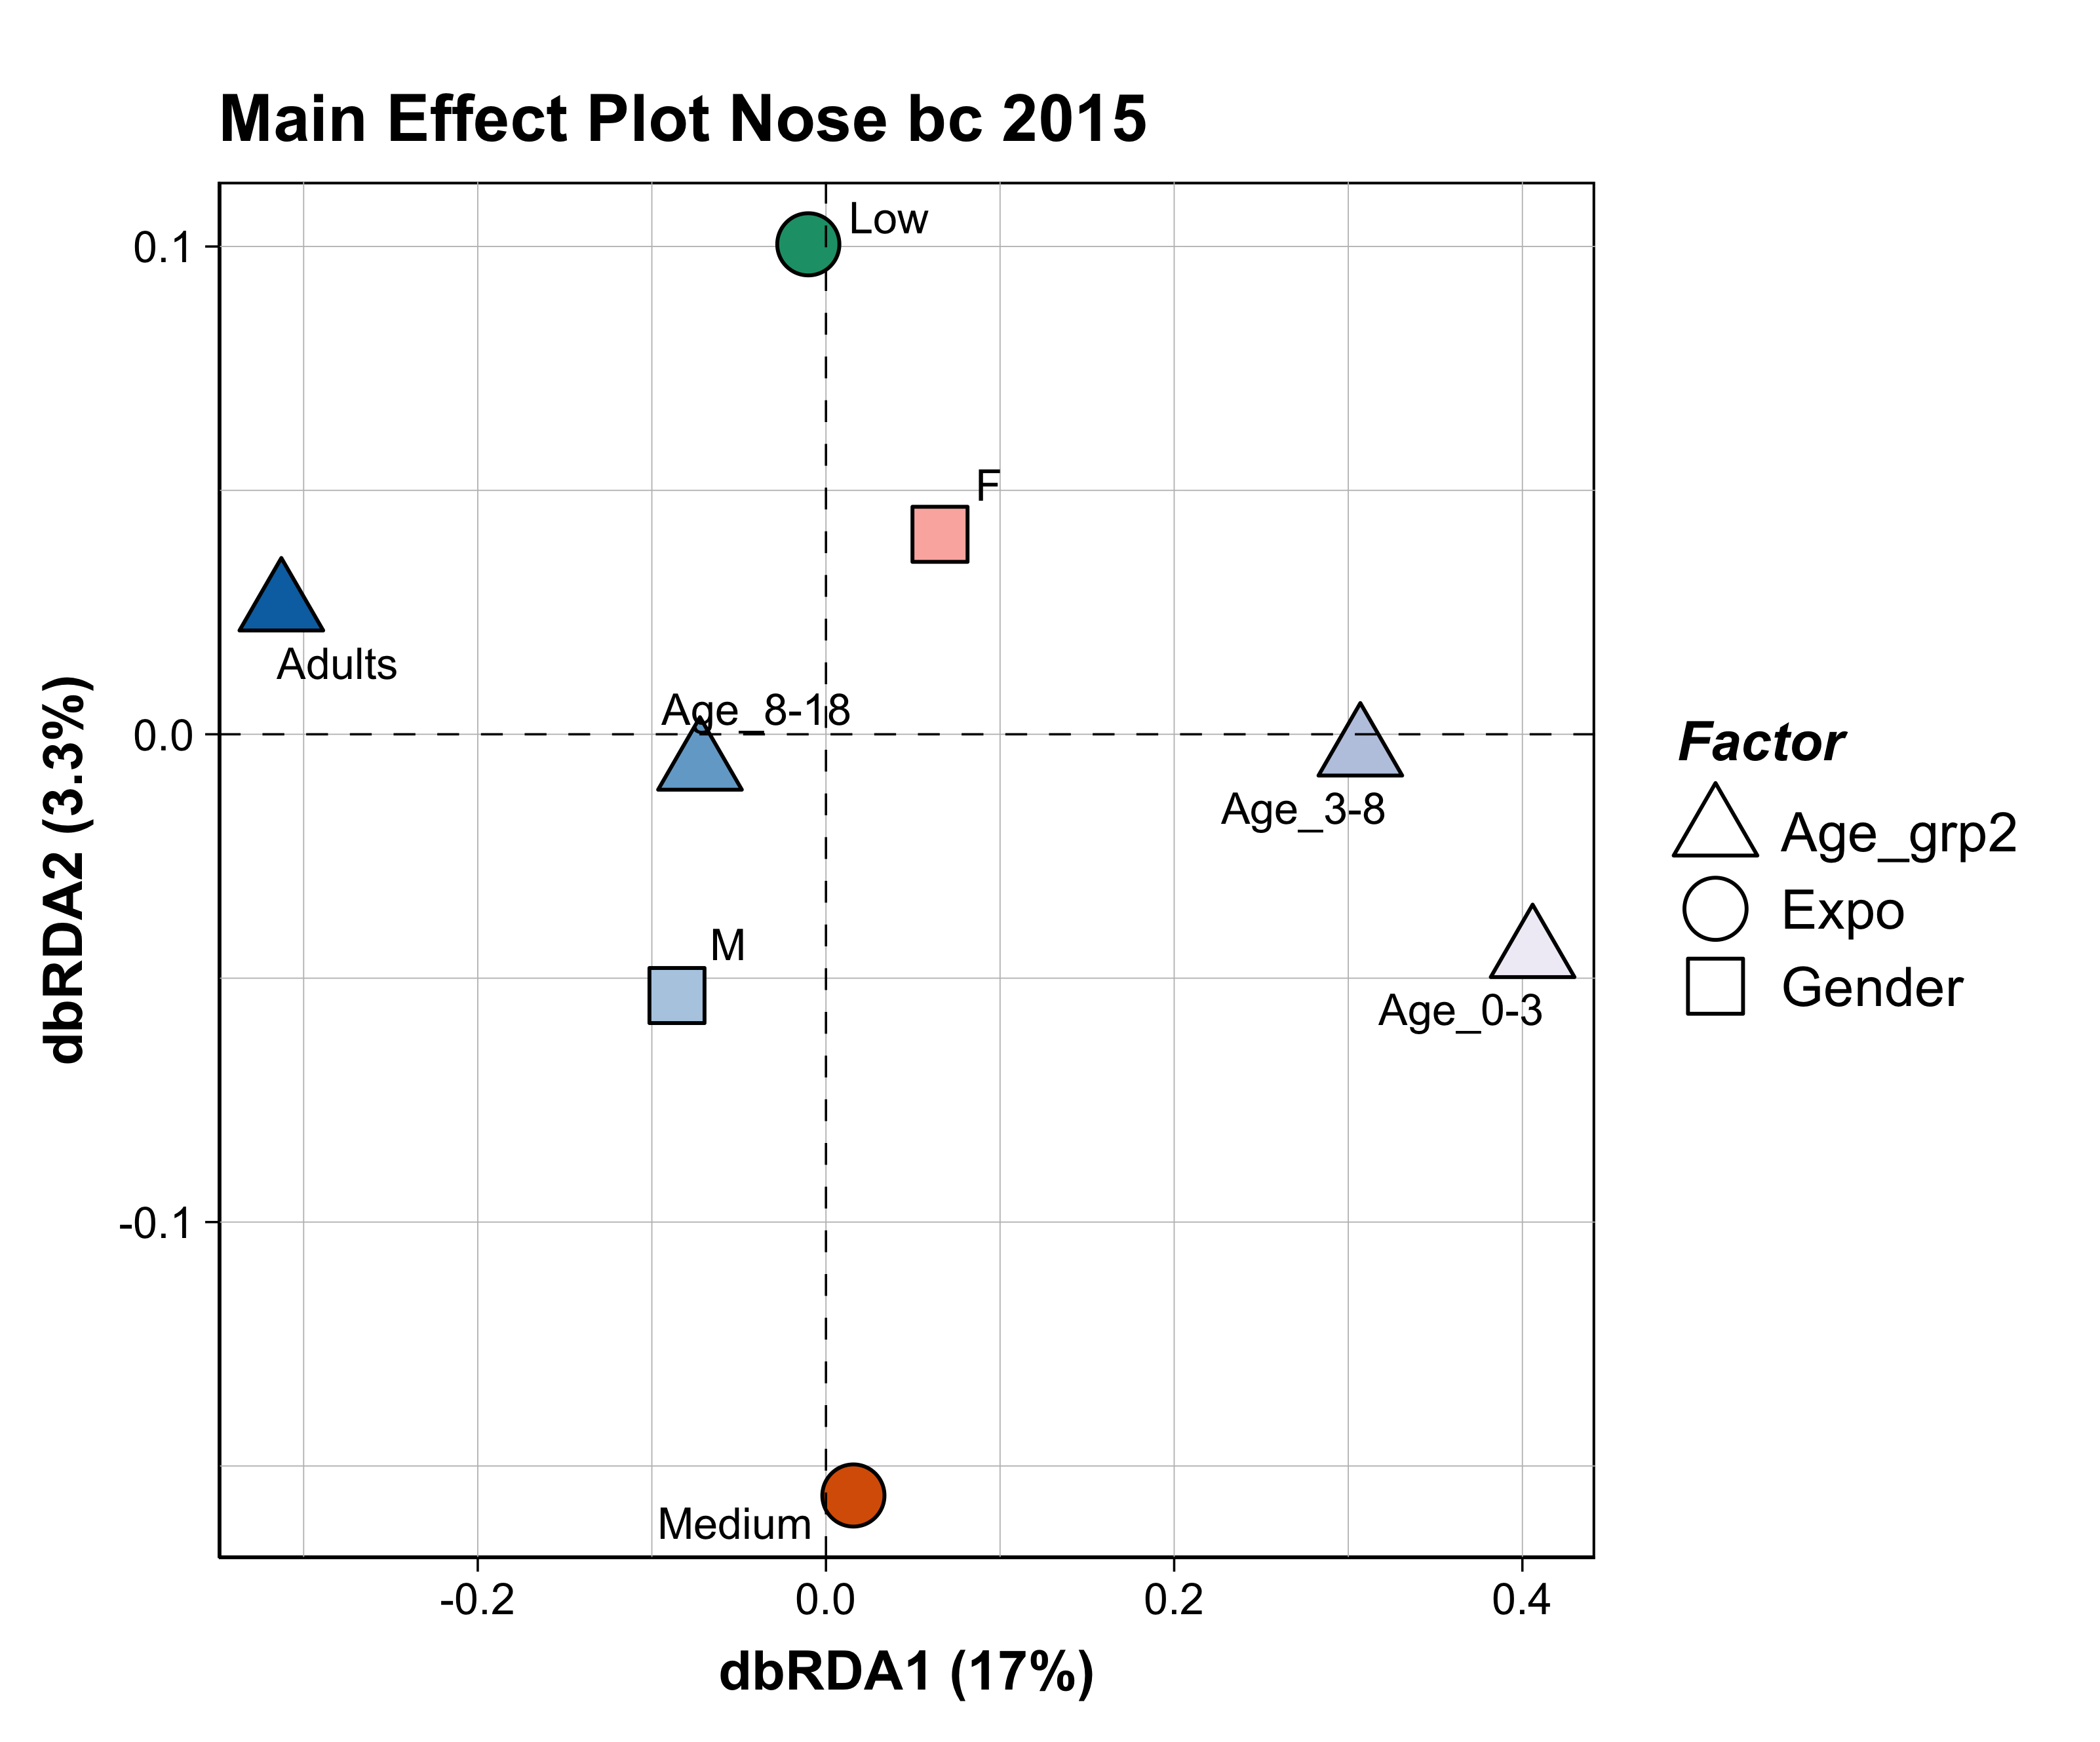 Main Effect Plot Nose bc 2015
0.1
0.0
-0.1
dbRDA2 (3.3%)
Low
F
Adults
Age_8-18
Age_3-8
M
Age_0-3
Medium
-0.2
0.0
0.2
0.4
dbRDA1 (17%)
Factor
Age_grp2
Expo
Gender